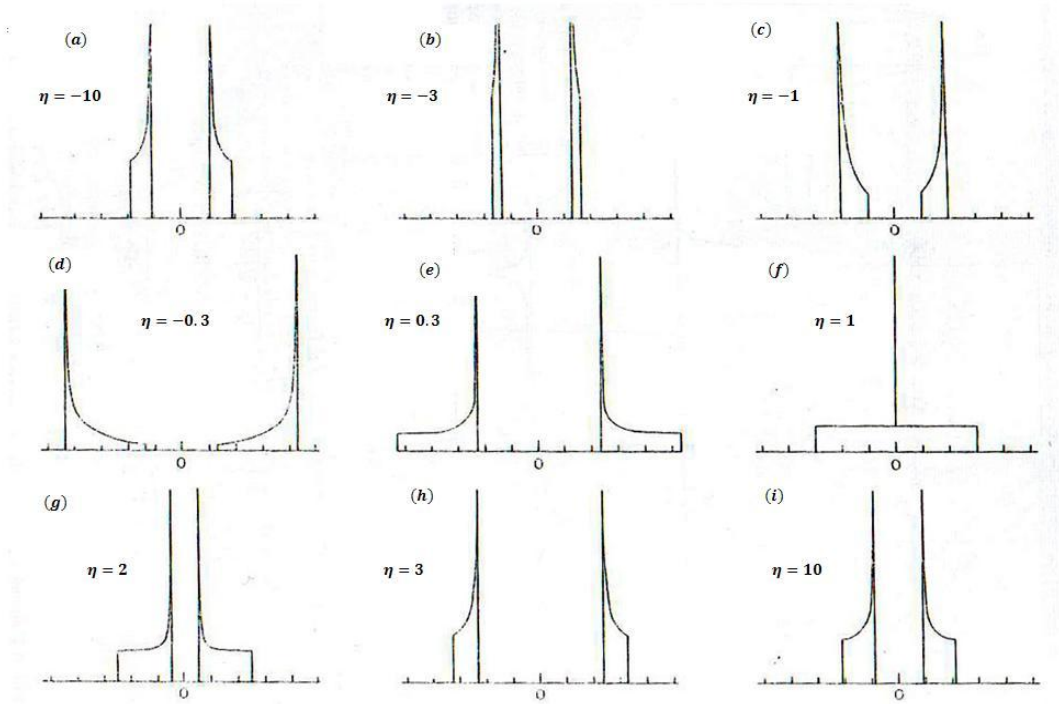 (a)
η = −10
0
(b)
η = −3
0
(c)
η = −1
0
(d)
η = −0.3
0
(e)
η = 0.3
0
(f)
η = 1
0
(g)
η = 2
0
(h)
η = 3
0
(i)
η = 10
0